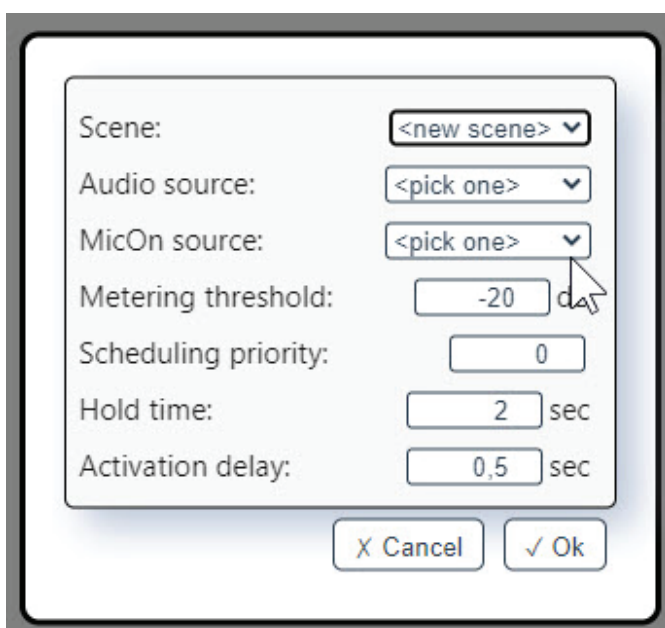 Scene: <new scene>
Audio source: <pick one>
MicOn source: <pick one>
Metering threshold: -20
Scheduling priority: 0
Hold time: 2 sec
Activation delay: 0,5 sec
X Cancel ✓ Ok